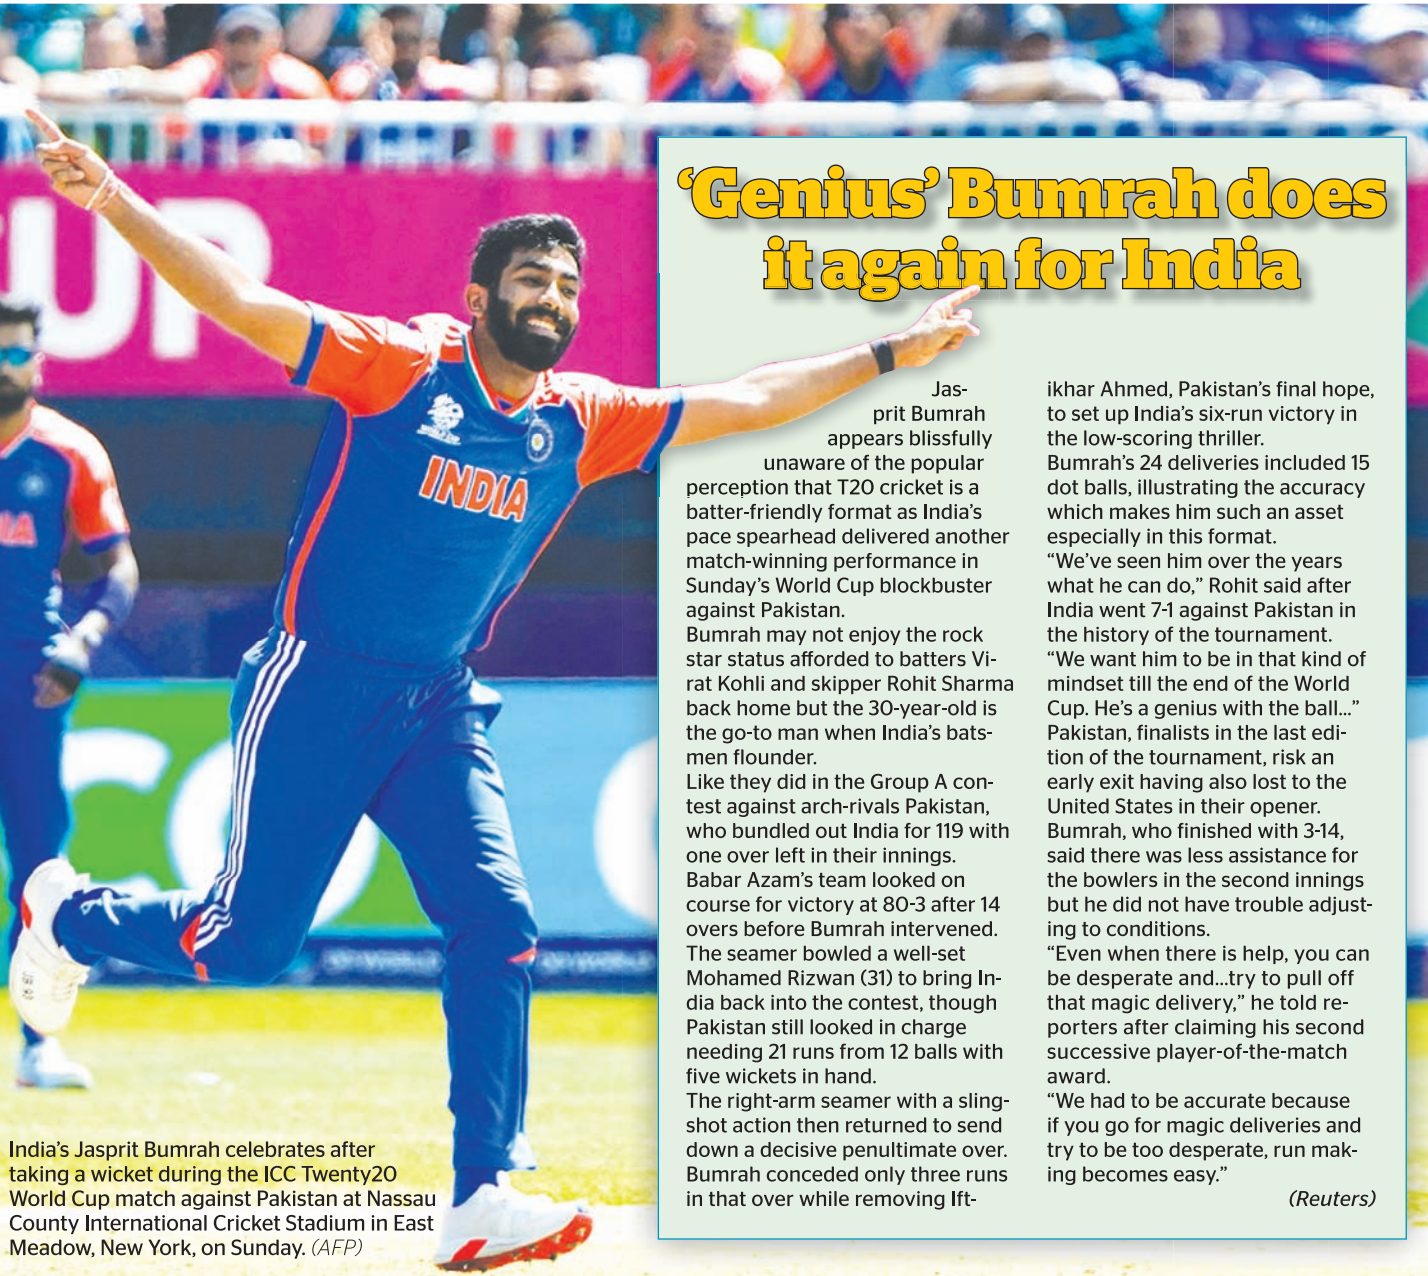 UP
'Genius' Bumrah does
it again for India
INDIA
IA
Jas-
prit Bumrah
appears blissfully
unaware of the popular
perception that T20 cricket is a
batter-friendly format as India's
pace spearhead delivered another
match-winning performance in
Sunday's World Cup blockbuster
against Pakistan.
Bumrah may not enjoy the rock
star status afforded to batters Vi-
rat Kohli and skipper Rohit Sharma
back home but the 30-year-old is
the go-to man when India's bats-
men flounder.
Like they did in the Group A con-
test against arch-rivals Pakistan,
who bundled out India for 119 with
one over left in their innings.
Babar Azam's team looked on
course for victory at 80-3 after 14
overs before Bumrah intervened.
The seamer bowled a well-set
Mohamed Rizwan (31) to bring In-
dia back into the contest, though
Pakistan still looked in charge
needing 21 runs from 12 balls with
five wickets in hand.
The right-arm seamer with a sling-
shot action then returned to send
down a decisive penultimate over.
Bumrah conceded only three runs
in that over while removing Ift-
ikhar Ahmed, Pakistan's final hope,
to set up India's six-run victory in
the low-scoring thriller.
Bumrah's 24 deliveries included 15
dot balls, illustrating the accuracy
which makes him such an asset
especially in this format.
"We've seen him over the years
what he can do," Rohit said after
India went 7-1 against Pakistan in
the history of the tournament.
"We want him to be in that kind of
mindset till the end of the World
Cup. He's a genius with the ball..."
Pakistan, finalists in the last edi-
tion of the tournament, risk an
early exit having also lost to the
United States in their opener.
Bumrah, who finished with 3-14,
said there was less assistance for
the bowlers in the second innings
but he did not have trouble adjust-
ing to conditions.
"Even when there is help, you can
be desperate and...try to pull off
that magic delivery," he told re-
porters after claiming his second
successive player-of-the-match
award.
"We had to be accurate because
if you go for magic deliveries and
try to be too desperate, run mak-
ing becomes easy."
(Reuters)
India's Jasprit Bumrah celebrates after
taking a wicket during the ICC Twenty20
World Cup match against Pakistan at Nassau
County International Cricket Stadium in East
Meadow, New York, on Sunday. (AFP)